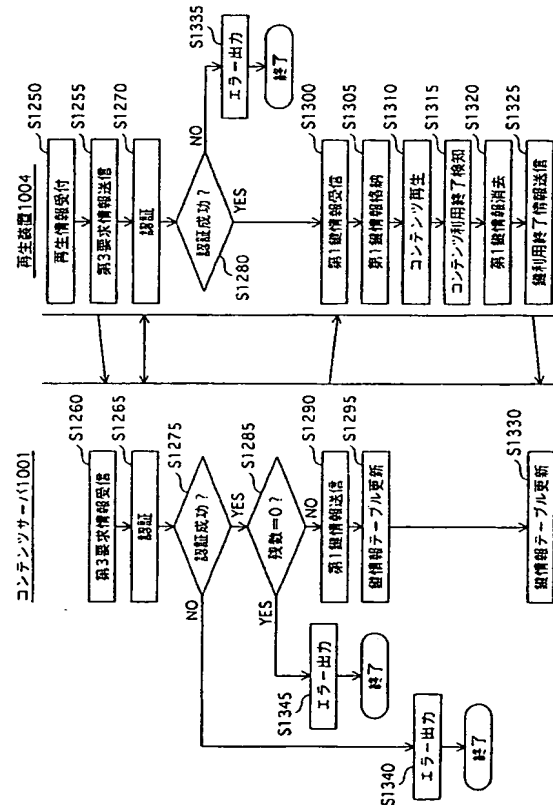 コンテンツサーバ1001
S1260
第3要求情報受信
S1265
認証
S1275
認証成功?
NO
YES
S1285
残数=0?
YES
NO
S1290
第1鍵情報送信
S1295
鍵情報テーブル更新
S1330
鍵情報テーブル更新
S1345
エラー出力
終了
S1340
エラー出力
終了
再生装置1004
S1250
再生情報受付
S1255
第3要求情報送信
S1270
認証
認証成功?
S1280
NO
YES
S1335
エラー出力
終了
S1300
第1鍵情報受信
S1305
第1鍵情報格納
S1310
コンテンツ再生
S1315
コンテンツ利用終了検知
S1320
第1鍵情報消去
S1325
鍵利用終了情報送信